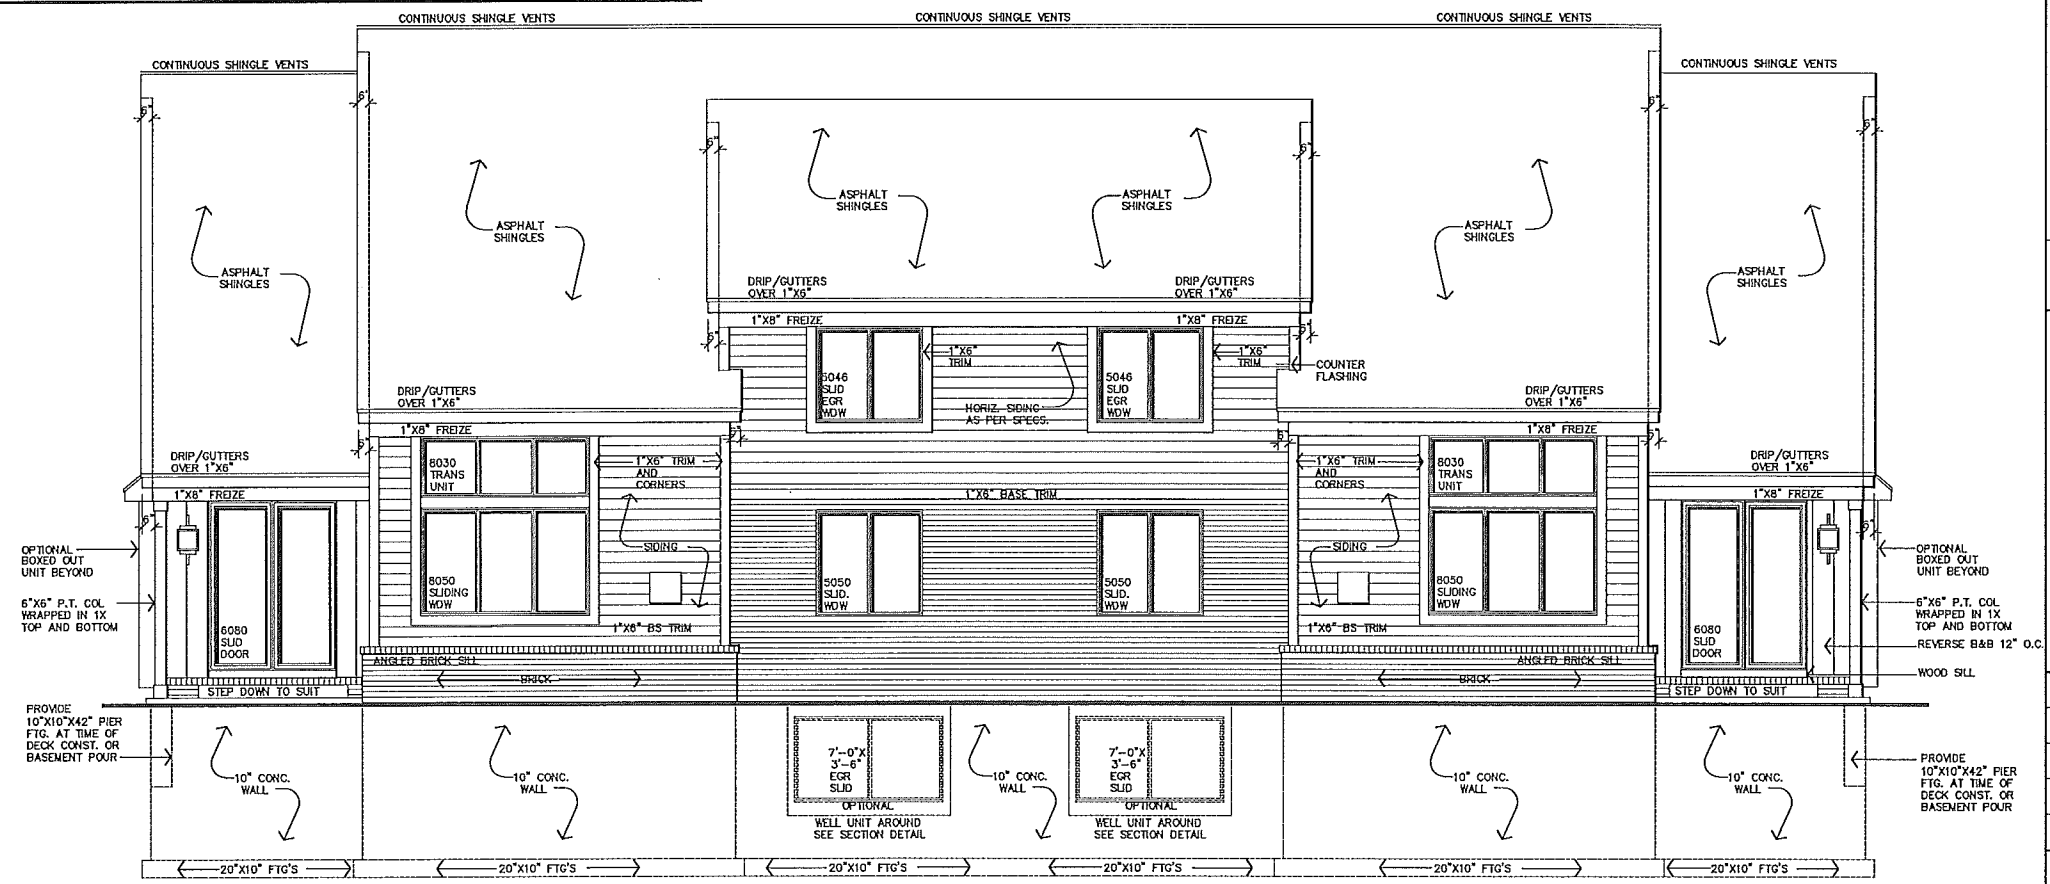 CONTINUOUS SHINGLE VENTS
CONTINUOUS SHINGLE VENTS
CONTINUOUS SHINGLE VENTS
CONTINUOUS SHINGLE VENTS
CONTINUOUS SHINGLE VENTS
6"
6"
6"
6"
6"
6"
ASPHALT
SHINGLES
ASPHALT
SHINGLES
ASPHALT
SHINGLES
ASPHALT
SHINGLES
ASPHALT
SHINGLES
ASPHALT
SHINGLES
DRIP/GUTTERS
OVER 1"X6"
DRIP/GUTTERS
OVER 1"X6"
1"X8" FREIZE
1"X8" FREIZE
6"
6"
1"X6"
TRIM
1"X6"
TRIM
COUNTER
FLASHING
5046
SLID
EGR
WDW
5046
SLID
EGR
WDW
HORIZ. SIDING
AS PER SPECS.
DRIP/GUTTERS
OVER 1"X6"
DRIP/GUTTERS
OVER 1"X6"
1"X8" FREIZE
1"X8" FREIZE
6"
6"
6"
6"
8030
TRANS
UNIT
1"X6" TRIM
AND
CORNERS
1"X6" TRIM
AND
CORNERS
8030
TRANS
UNIT
DRIP/GUTTERS
OVER 1"X6"
DRIP/GUTTERS
OVER 1"X6"
1"X8" FREIZE
1"X6" BASE TRIM
1"X8" FREIZE
6"
6"
OPTIONAL
BOXED OUT
UNIT BEYOND
SIDING
SIDING
OPTIONAL
BOXED OUT
UNIT BEYOND
8050
SLIDING
WDW
5050
SLID.
WDW
5050
SLID.
WDW
8050
SLIDING
WDW
6"X6" P.T. COL
WRAPPED IN 1X
TOP AND BOTTOM
6"X6" P.T. COL
WRAPPED IN 1X
TOP AND BOTTOM
6080
SLID
DOOR
1"X6" BS TRIM
1"X6" BS TRIM
6080
SLID
DOOR
REVERSE B&B 12" O.C.
ANGLED BRICK SILL
ANGLED BRICK SILL
WOOD SILL
BRICK
BRICK
STEP DOWN TO SUIT
STEP DOWN TO SUIT
PROVIDE
10"X10"X42" PIER
FTG. AT TIME OF
DECK CONST. OR
BASEMENT POUR
7'-0"X
3'-6"
EGR
SLID
7'-0"X
3'-6"
EGR
SLID
PROVIDE
10"X10"X42" PIER
FTG. AT TIME OF
DECK CONST. OR
BASEMENT POUR
10" CONC.
WALL
10" CONC.
WALL
10" CONC.
WALL
10" CONC.
WALL
10" CONC.
WALL
OPTIONAL
WELL UNIT AROUND
SEE SECTION DETAIL
OPTIONAL
WELL UNIT AROUND
SEE SECTION DETAIL
20"X10" FTG'S
20"X10" FTG'S
20"X10" FTG'S
20"X10" FTG'S
20"X10" FTG'S
20"X10" FTG'S